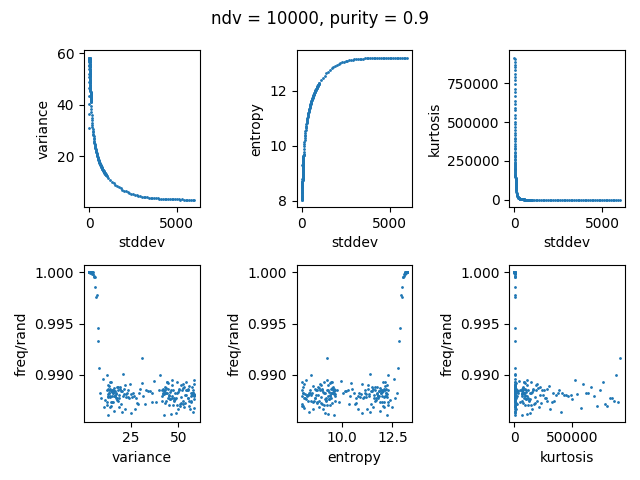 ndv = 10000, purity = 0.9
variance
60
40
20
0
5000
stddev
entropy
12
10
8
0
5000
stddev
kurtosis
750000
500000
250000
0
0
5000
stddev
freq/rand
1.000
0.995
0.990
25
50
variance
freq/rand
1.000
0.995
0.990
10.0
12.5
entropy
freq/rand
1.000
0.995
0.990
0
500000
kurtosis